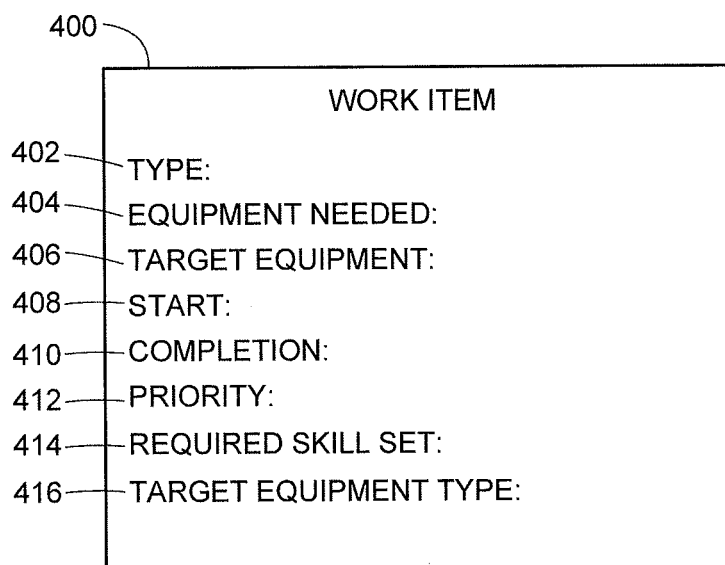 400
WORK ITEM
402 TYPE:
404 EQUIPMENT NEEDED:
406 TARGET EQUIPMENT:
408 START:
410 COMPLETION:
412 PRIORITY:
414 REQUIRED SKILL SET:
416 TARGET EQUIPMENT TYPE: